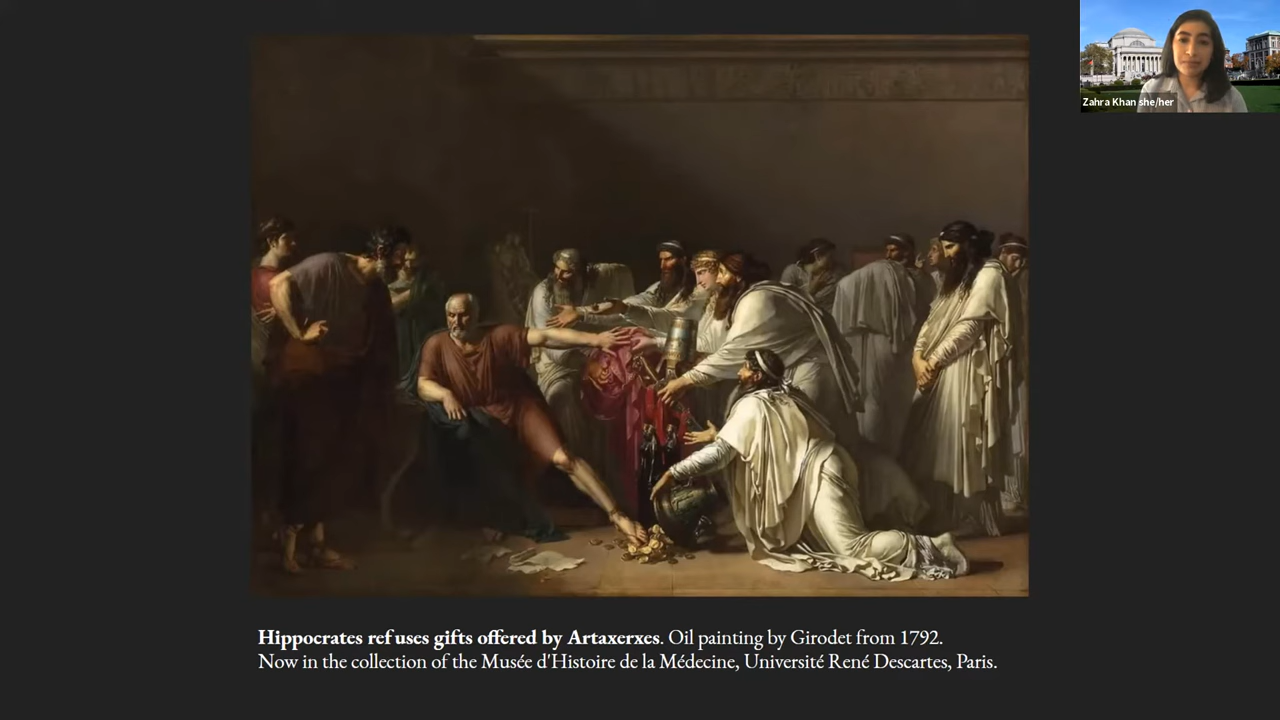 Zahra Khan she/her
Hippocrates refuses gifts offered by Artaxerxes. Oil painting by Girodet from 1792.
Now in the collection of the Musée d'Histoire de la Médecine, Université René Descartes, Paris.